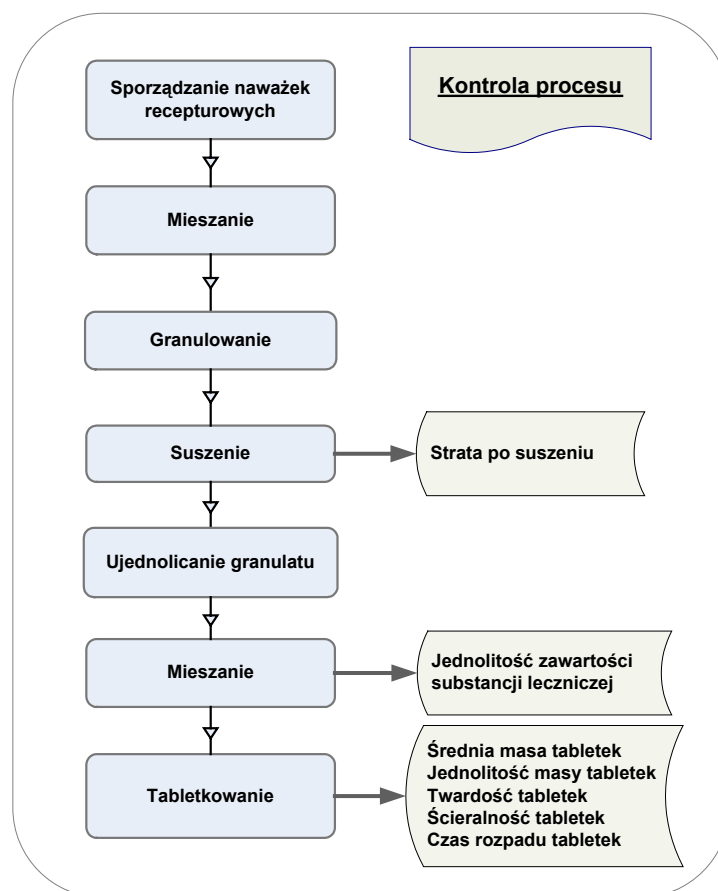 Sporządzanie naważek
recepturowych
Kontrola procesu
Mieszanie
Granulowanie
Suszenie
Strata po suszeniu
Ujednolicanie granulatu
Mieszanie
Jednolitość zawartości
substancji leczniczej
Tabletkowanie
Średnia masa tabletek
Jednolitość masy tabletek
Twardość tabletek
Ścieralność tabletek
Czas rozpadu tabletek